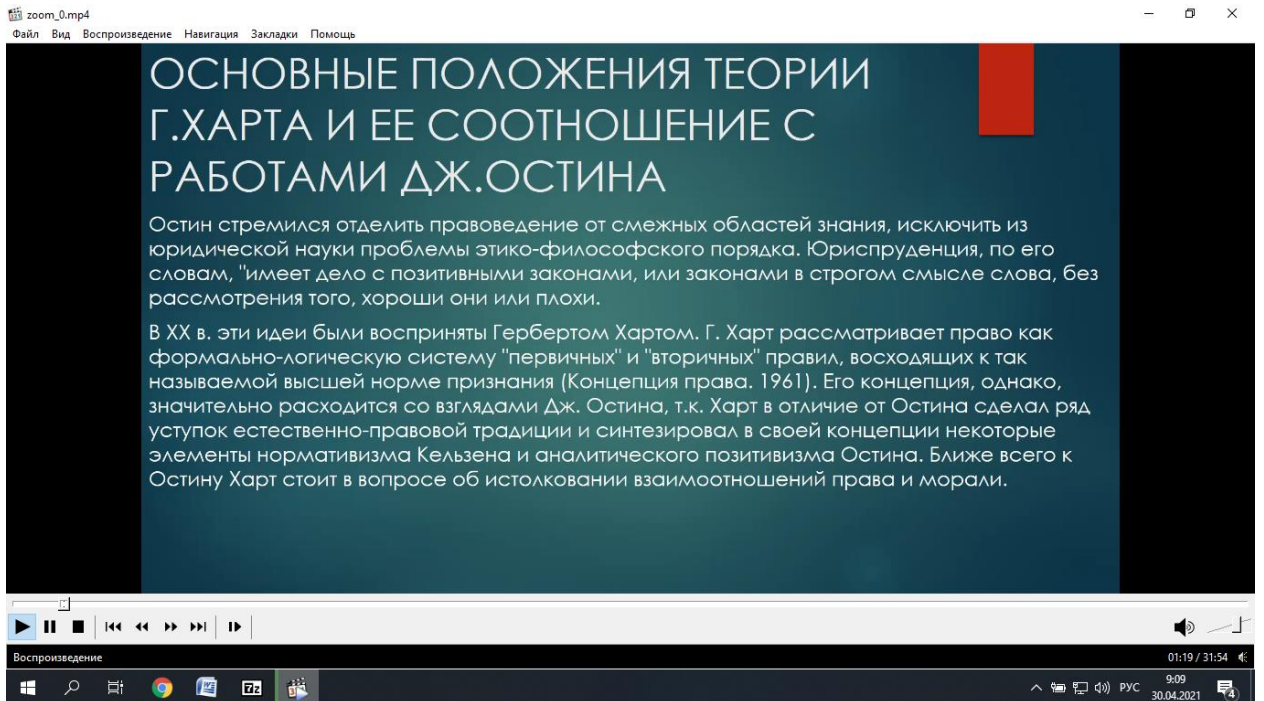 zoom_0.mp4
Файл Вид Воспроизведение Навигация Закладки Помощь
ОСНОВНЫЕ ПОЛОЖЕНИЯ ТЕОРИИ
Г.ХАРТА И ЕЕ СООТНОШЕНИЕ С
РАБОТАМИ ДЖ.ОСТИНА
Остин стремился отделить правоведение от смежных областей знания, исключить из
юридической науки проблемы этико-философского порядка. Юриспруденция, по его
словам, "имеет дело с позитивными законами, или законами в строгом смысле слова, без
рассмотрения того, хороши они или плохи.
В XX в. эти идеи были восприняты Гербертом Хартом. Г. Харт рассматривает право как
формально-логическую систему "первичных" и "вторичных" правил, восходящих к так
называемой высшей норме признания (Концепция права. 1961). Его концепция, однако,
значительно расходится со взглядами Дж. Остина, т.к. Харт в отличие от Остина сделал ряд
уступок естественно-правовой традиции и синтезировал в своей концепции некоторые
элементы нормативизма Кельзена и аналитического позитивизма Остина. Ближе всего к
Остину Харт стоит в вопросе об истолковании взаимоотношений права и морали.
Воспроизведение
01:19 / 31:54
7z
РУС
9:09
30.04.2021
4